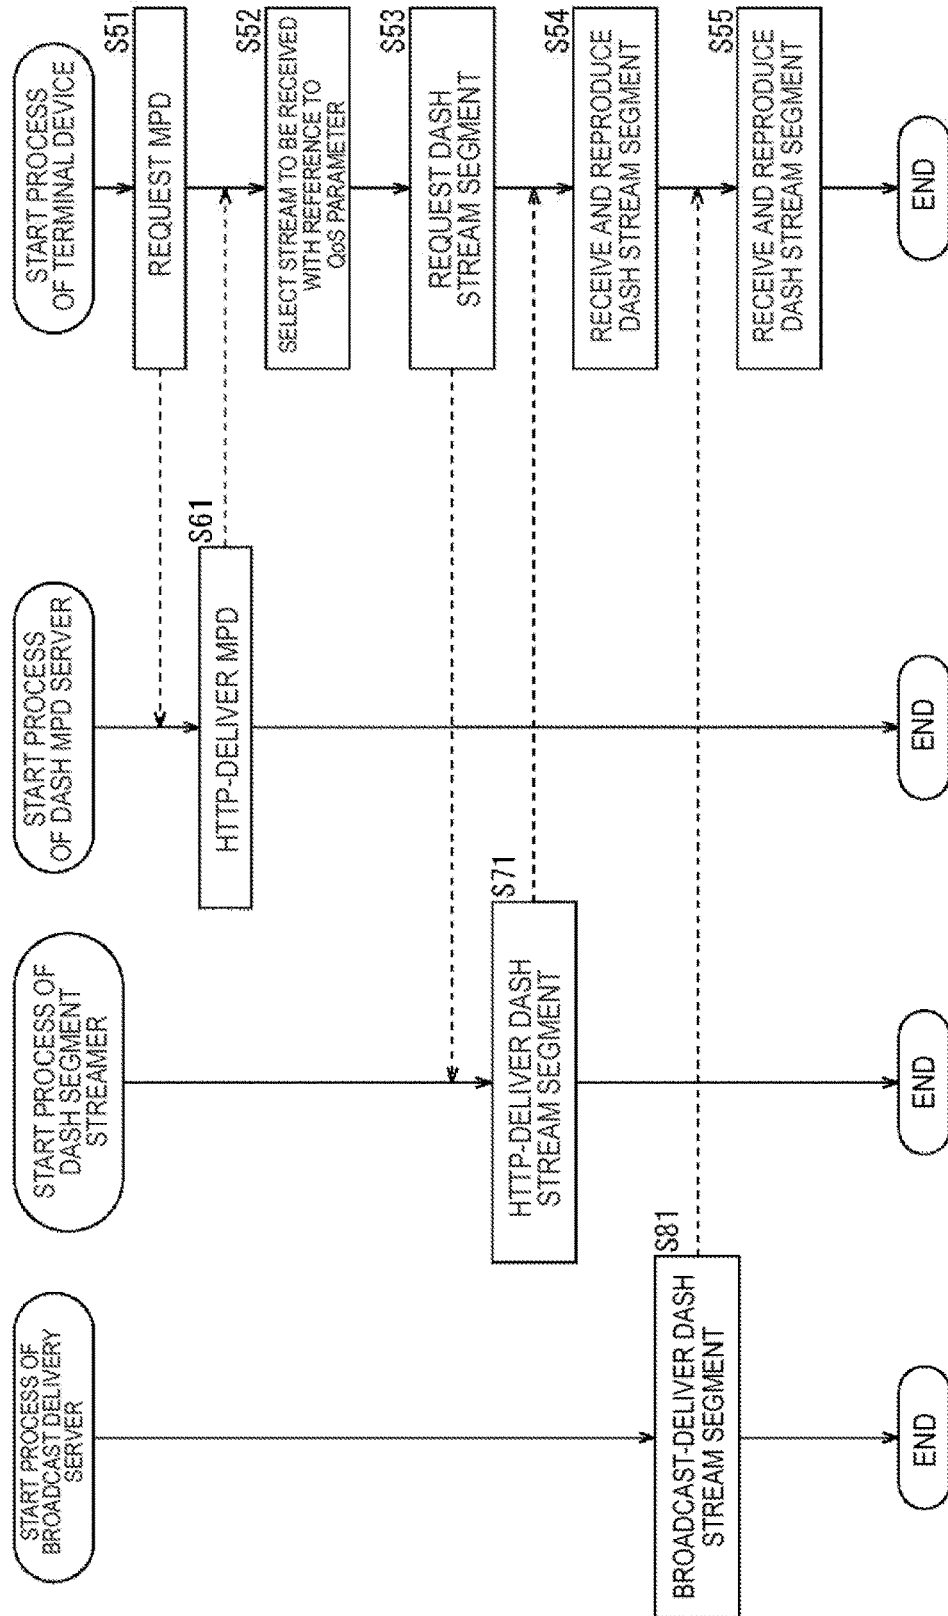 START PROCESS OF
BROADCAST DELIVERY
SERVER
BROADCAST-DELIVER DASH
STREAM SEGMENT
S81
END
START PROCESS OF
DASH SEGMENT
STREAMER
HTTP-DELIVER DASH
STREAM SEGMENT
S71
END
START PROCESS
OF DASH MPD SERVER
HTTP-DELIVER MPD
S61
END
START PROCESS
OF TERMINAL DEVICE
REQUEST MPD
S51
SELECT STREAM TO BE RECEIVED
WITH REFERENCE TO
QoS PARAMETER
S52
REQUEST DASH
STREAM SEGMENT
S53
RECEIVE AND REPRODUCE
DASH STREAM SEGMENT
S54
RECEIVE AND REPRODUCE
DASH STREAM SEGMENT
S55
END